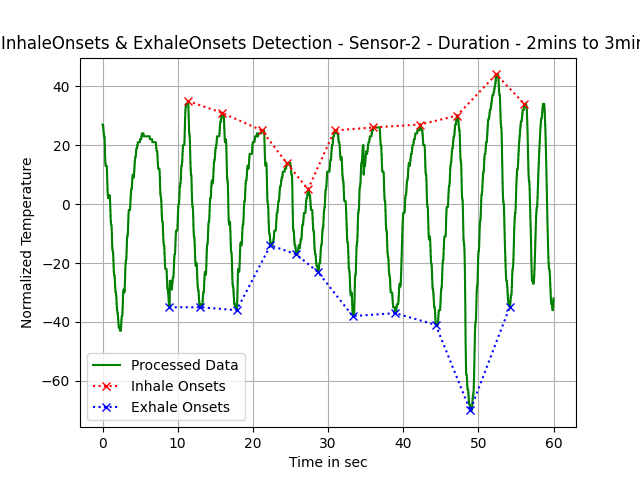 InhaleOnsets & ExhaleOnsets Detection - Sensor-2 - Duration - 2mins to 3min
40
20
0
−20
−40
−60
Normalized Temperature
Processed Data
Inhale Onsets
Exhale Onsets
0 10 20 30 40 50 60
Time in sec